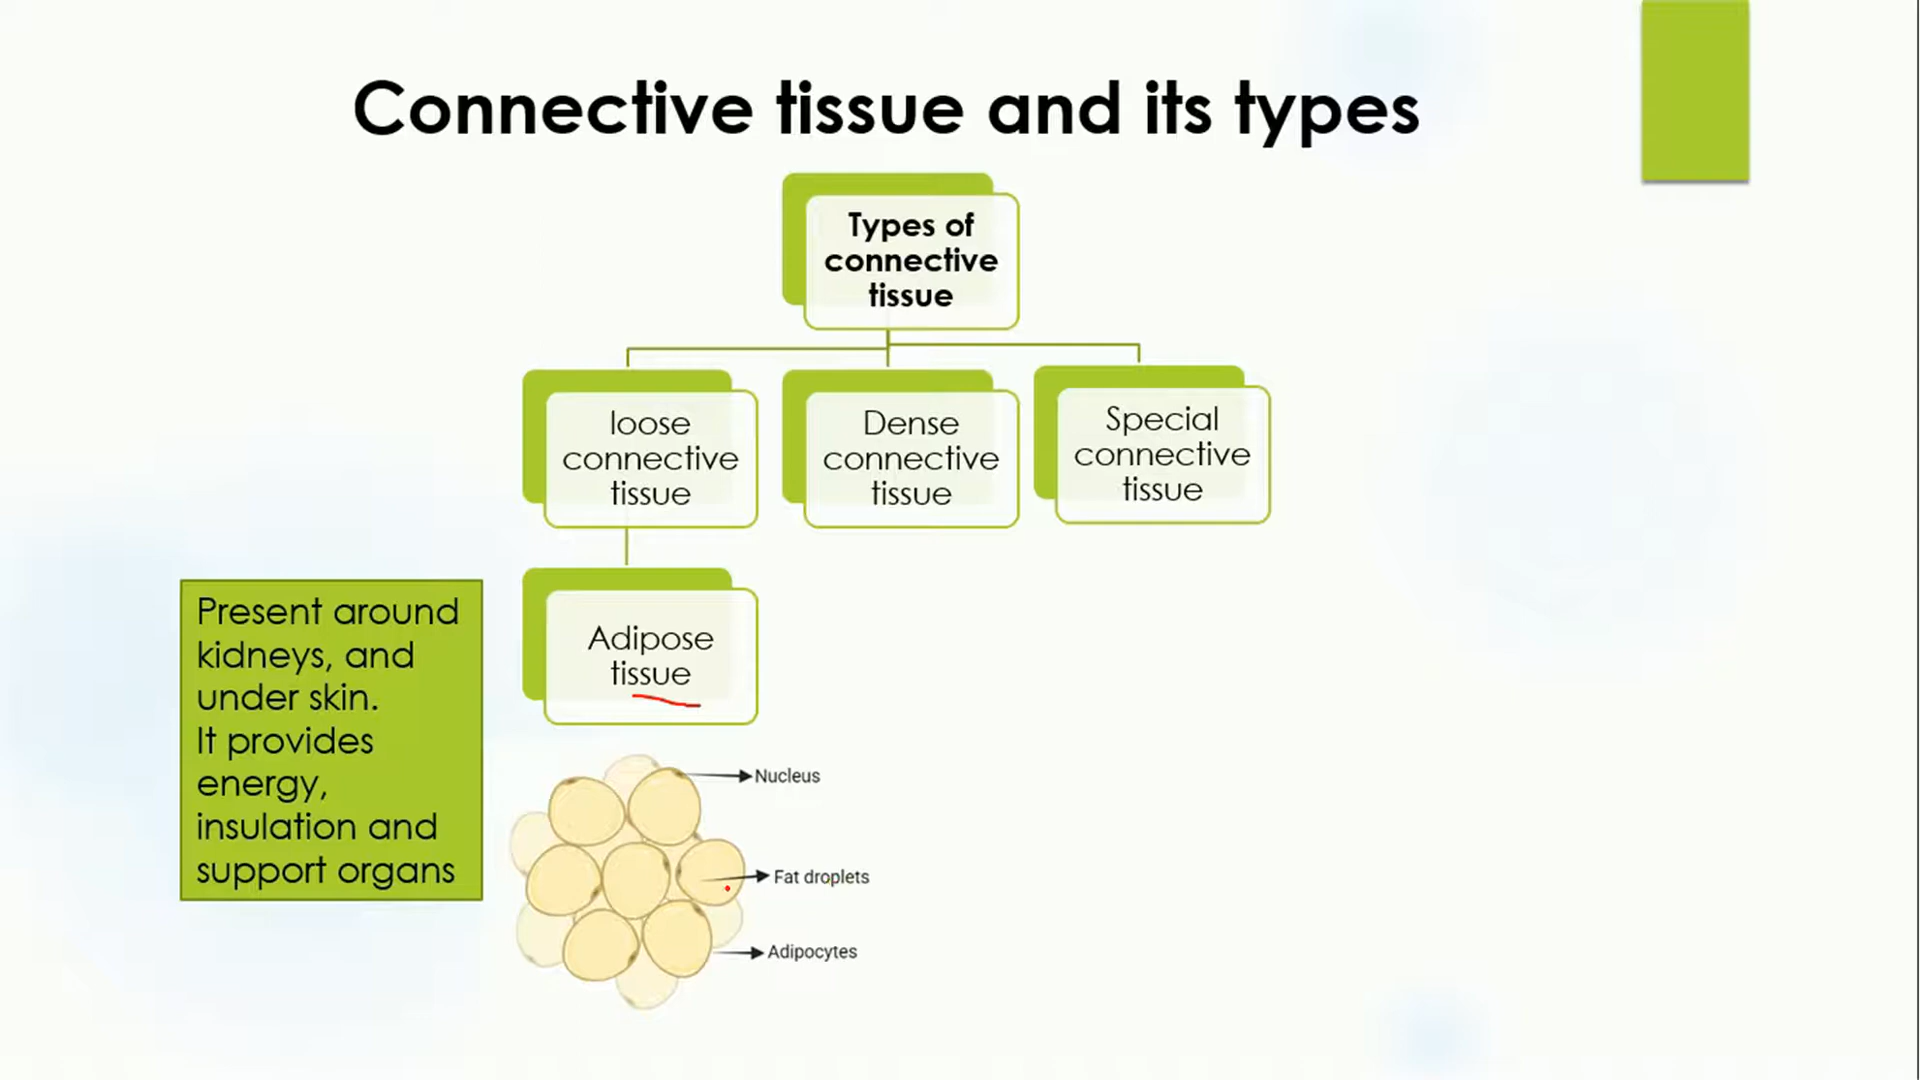 Connective tissue and its types
Types of
connective
tissue
loose
connective
tissue
Dense
connective
tissue
Special
connective
tissue
Adipose
tissue
Present around
kidneys, and
under skin.
It provides
energy,
insulation and
support organs
Nucleus
Fat droplets
Adipocytes